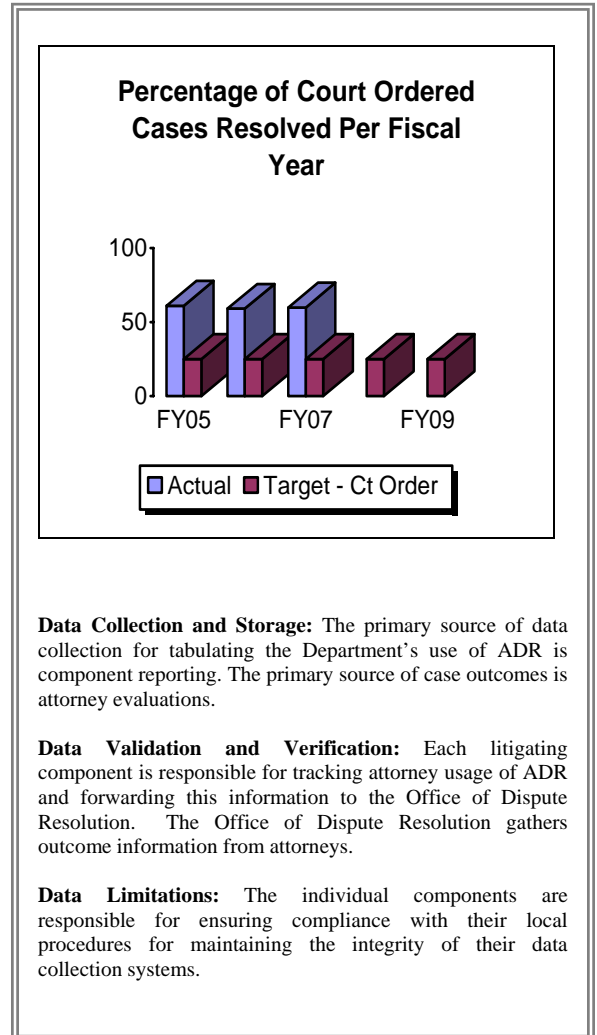 Percentage of Court Ordered
Cases Resolved Per Fiscal
Year
100
50
0
FY05 FY07 FY09
Actual Target - Ct Order
Data Collection and Storage: The primary source of data
collection for tabulating the Department's use of ADR is
component reporting. The primary source of case outcomes is
attorney evaluations.
Data Validation and Verification: Each litigating
component is responsible for tracking attorney usage of ADR
and forwarding this information to the Office of Dispute
Resolution. The Office of Dispute Resolution gathers
outcome information from attorneys.
Data Limitations: The individual components are
responsible for ensuring compliance with their local
procedures for maintaining the integrity of their data
collection systems.